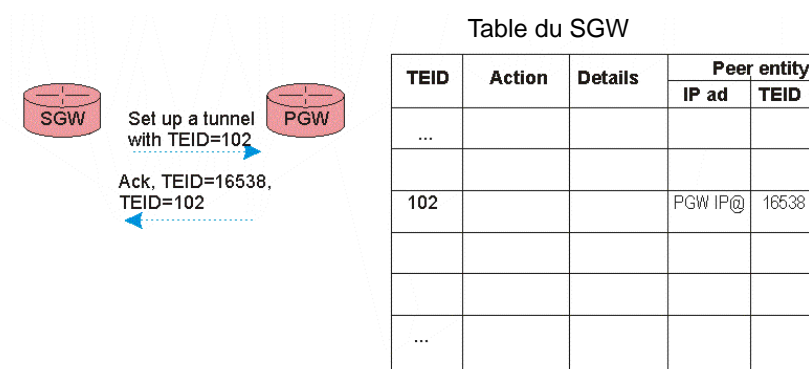 Table du SGW
SGW
PGW
Set up a tunnel
with TEID=102
Ack, TEID=16538,
TEID=102
TEID Action Details Peer entity
IP ad TEID
...
102 PGW IP@ 16538
...